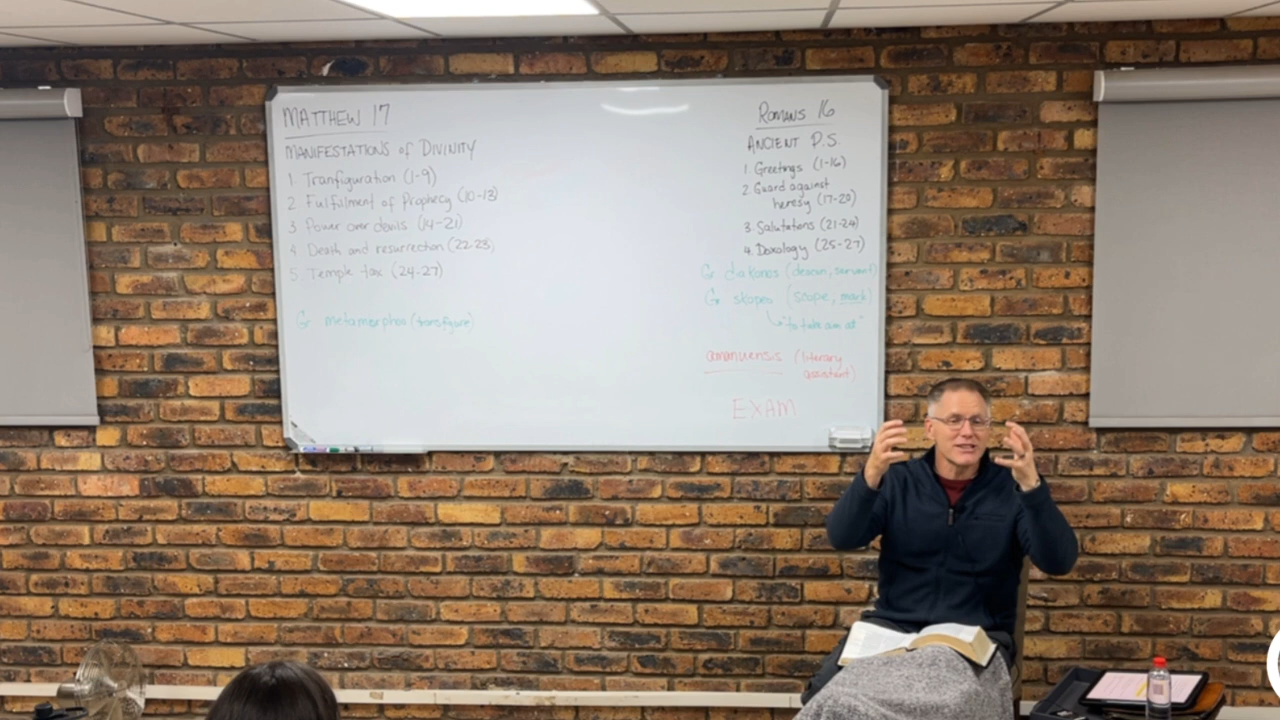 MATTHEW 17
MANIFESTATIONS of DIVINITY
1. Tranfiguration (1-9)
2. Fulfillment of Prophecy (10-13)
3. Power over devils (14-21)
4. Death and resurrection (22-23)
5. Temple tax (24-27)
Gr metamorphos (transfigure)
ROMANS 16
ANCIENT P.S.
1. Greetings (1-16)
2. Guard against
heresy (17-20)
3. Salutations (21-24)
4. Doxology (25-27)
Gr diakonos (deacon, servant)
Gr skopeo (scope, mark)
"to take aim at"
amanuensis (literary
assistant)
EXAM